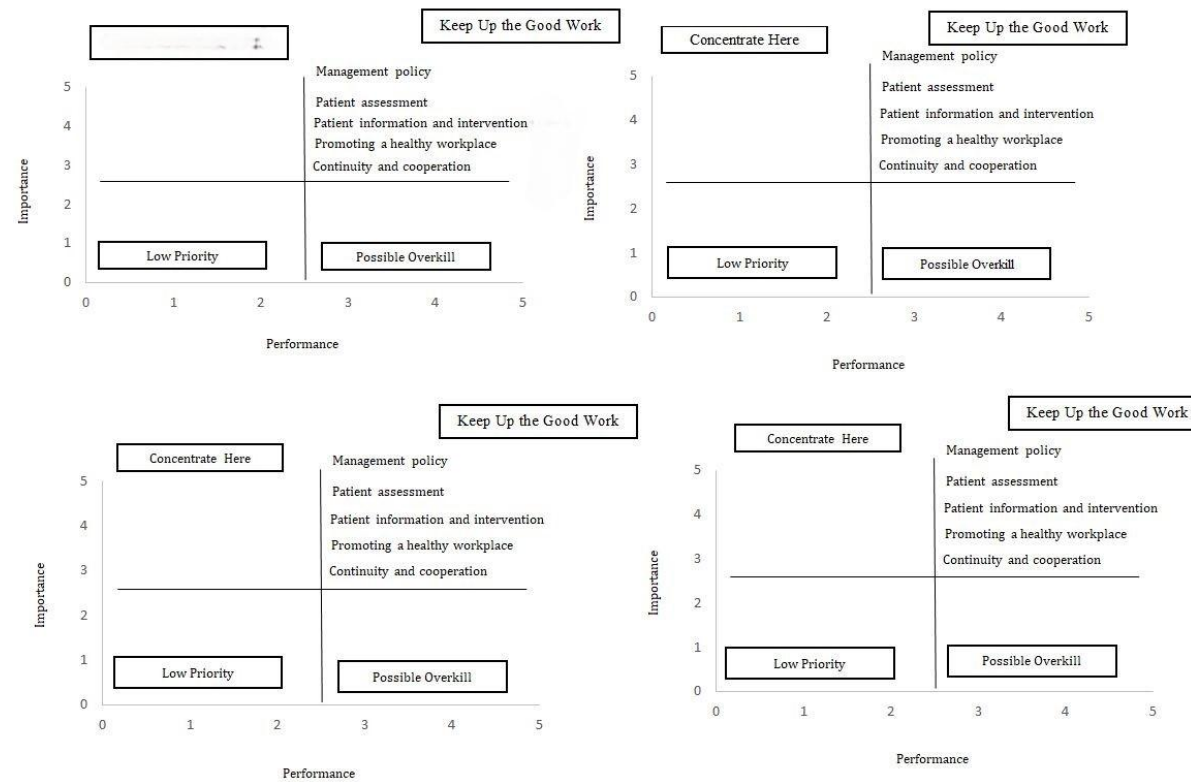 Keep Up the Good Work
Management policy
Patient assessment
Patient information and intervention
Promoting a healthy workplace
Continuity and cooperation
Importance
5
4
3
2
1
0
Low Priority
Possible Overkill
0 1 2 3 4 5
Performance
Keep Up the Good Work
Concentrate Here
Management policy
Patient assessment
Patient information and intervention
Promoting a healthy workplace
Continuity and cooperation
Importance
5
4
3
2
1
0
Low Priority
Possible Overkill
0 1 2 3 4 5
Performance
Keep Up the Good Work
Concentrate Here
Management policy
Patient assessment
Patient information and intervention
Promoting a healthy workplace
Continuity and cooperation
Importance
5
4
3
2
1
0
Low Priority
Possible Overkill
0 1 2 3 4 5
Performance
Keep Up the Good Work
Concentrate Here
Management policy
Patient assessment
Patient information and intervention
Promoting a healthy workplace
Continuity and cooperation
Importance
5
4
3
2
1
0
Low Priority
Possible Overkill
0 1 2 3 4 5
Performance